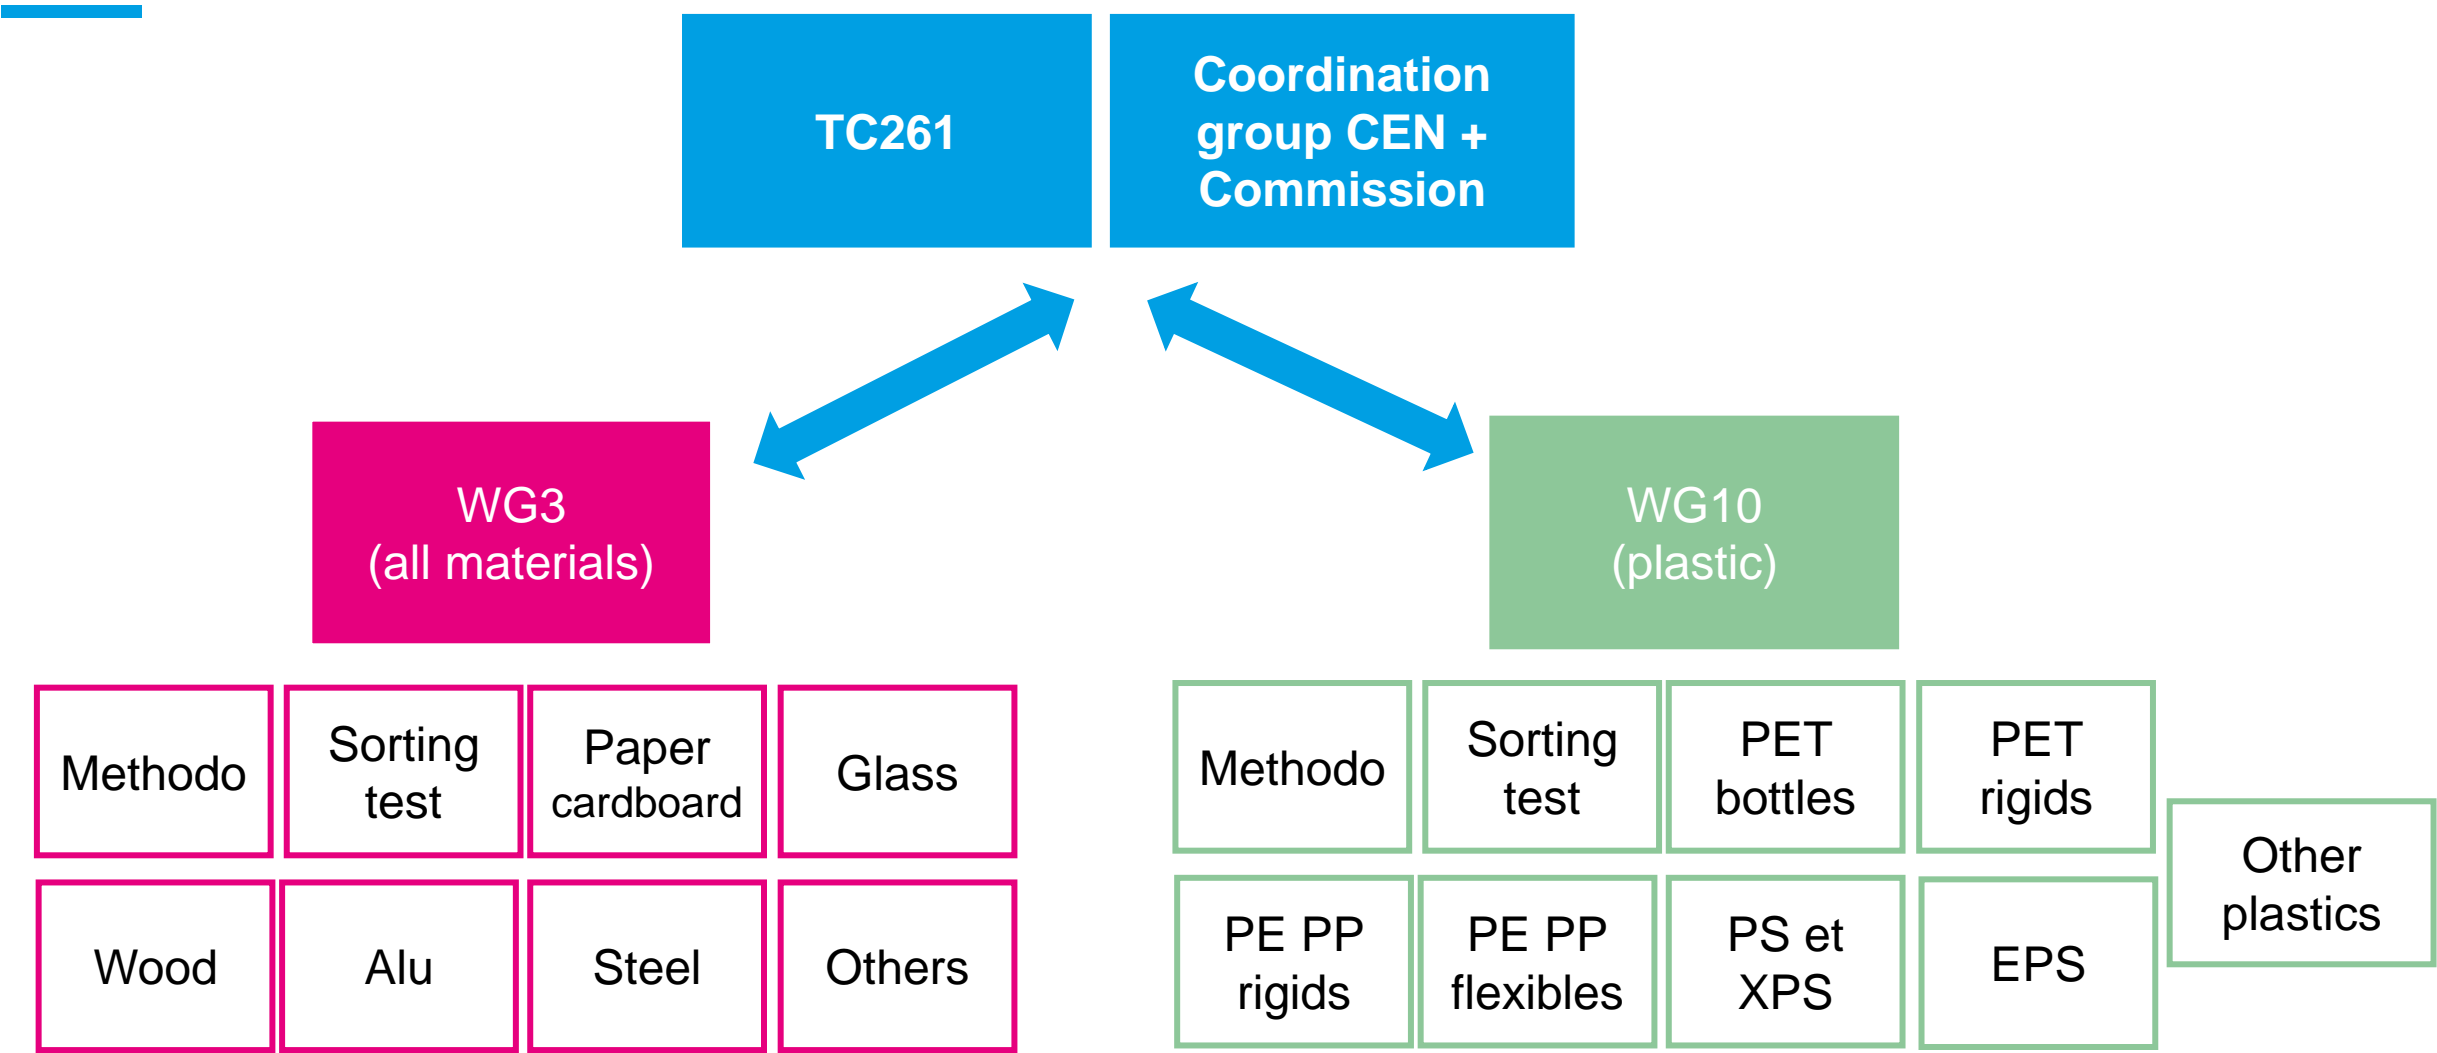 TC261
Coordination
group CEN +
Commission
WG3
(all materials)
WG10
(plastic)
Methodo
Sorting
test
Paper
cardboard
Glass
Wood
Alu
Steel
Others
Methodo
Sorting
test
PET
bottles
PET
rigids
PE PP
rigids
PE PP
flexibles
PS et
XPS
EPS
Other
plastics